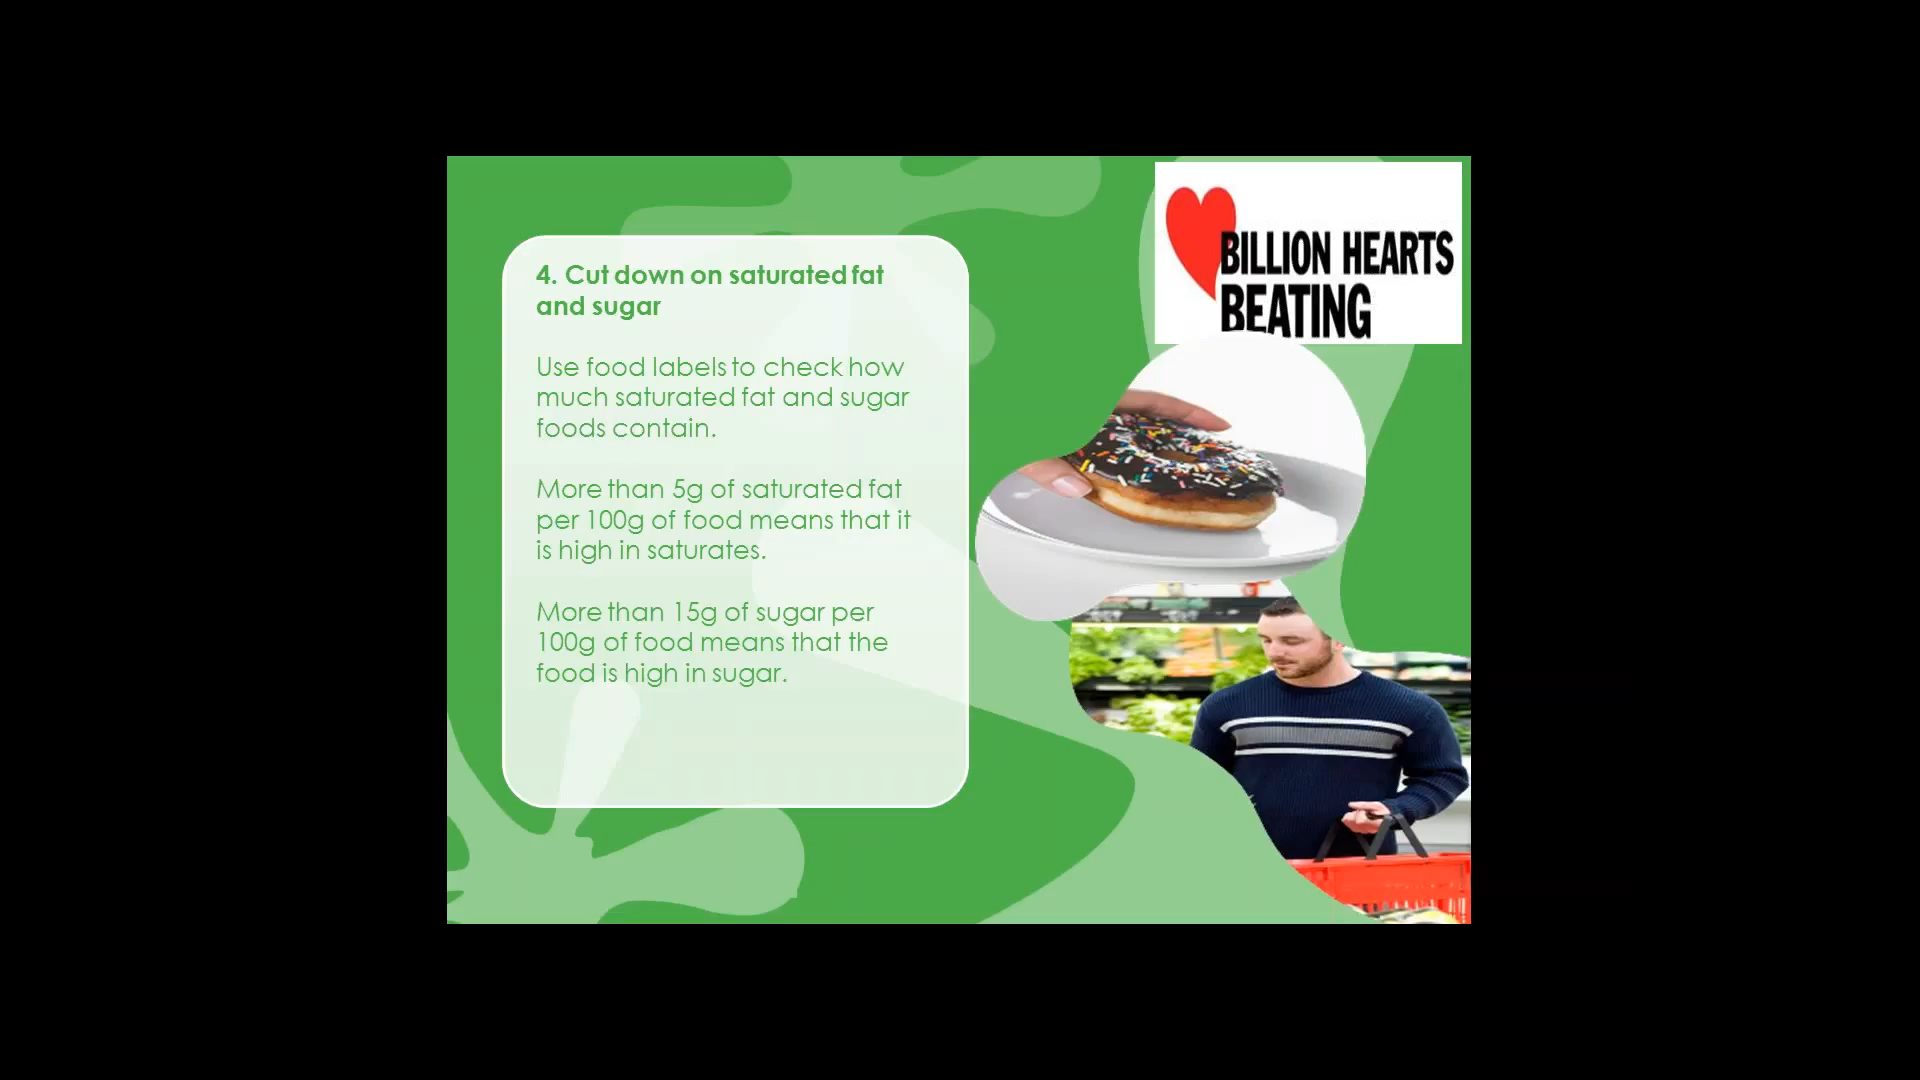 4. Cut down on saturated fat
and sugar
Use food labels to check how
much saturated fat and sugar
foods contain.
More than 5g of saturated fat
per 100g of food means that it
is high in saturates.
More than 15g of sugar per
100g of food means that the
food is high in sugar.
BILLION HEARTS
BEATING